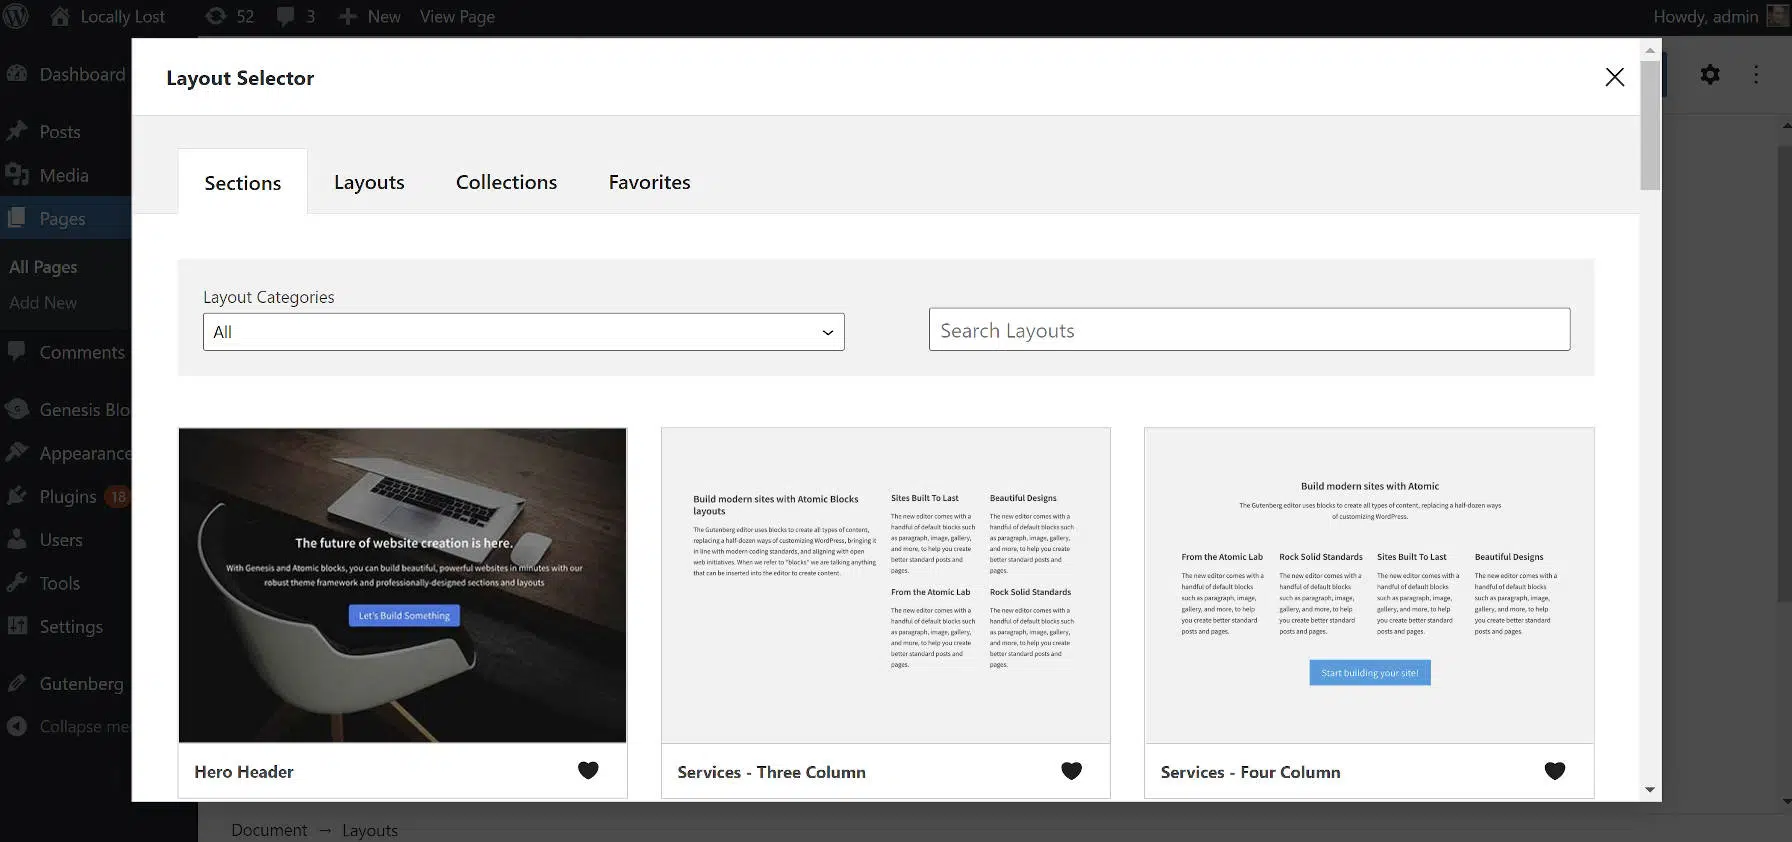 Locally Lost
52
3
New
View Page
Howdy, admin
Dashboard
Posts
Media
Pages
All Pages
Add New
Comments
Genesis Blo
Appearance
Plugins 18
Users
Tools
Settings
Gutenberg
Collapse me
Layout Selector
Sections
Layouts
Collections
Favorites
Layout Categories
All
Search Layouts
The future of website creation is here.
With Genesis and Atomic blocks, you can build beautiful, powerful websites in minutes with our
robust theme framework and professionally-designed sections and layouts
Let's Build Something
Hero Header
Build modern sites with Atomic Blocks
layouts
The Gutenberg editor uses blocks to create all types of content,
replacing a half-dozen ways of customizing WordPress, bringing it
in line with modern coding standards, and aligning with open
web initiatives. When we refer to "blocks" we are talking anything
that can be inserted into the editor to create content.
Sites Built To Last
The new editor comes with a
handful of default blocks such
as paragraph, image, gallery,
and more, to help you create
better standard posts and
pages.
Beautiful Designs
The new editor comes with a
handful of default blocks such
as paragraph, image, gallery,
and more, to help you create
better standard posts and
pages.
From the Atomic Lab
The new editor comes with a
handful of default blocks such
as paragraph, image, gallery,
and more, to help you create
better standard posts and
pages.
Rock Solid Standards
The new editor comes with a
handful of default blocks such
as paragraph, image, gallery,
and more, to help you create
better standard posts and
pages.
Services - Three Column
Build modern sites with Atomic
The Gutenberg editor uses blocks to create all types of content, replacing a half-dozen ways
of customizing WordPress.
From the Atomic Lab
The new editor comes with a
handful of default blocks
such as paragraph, image,
gallery, and more, to help
you create better standard
posts and pages.
Rock Solid Standards
The new editor comes with a
handful of default blocks
such as paragraph, image,
gallery, and more, to help
you create better standard
posts and pages.
Sites Built To Last
The new editor comes with a
handful of default blocks
such as paragraph, image,
gallery, and more, to help
you create better standard
posts and pages.
Beautiful Designs
The new editor comes with a
handful of default blocks
such as paragraph, image,
gallery, and more, to help
you create better standard
posts and pages.
Start building your site!
Services - Four Column
Document → Layouts